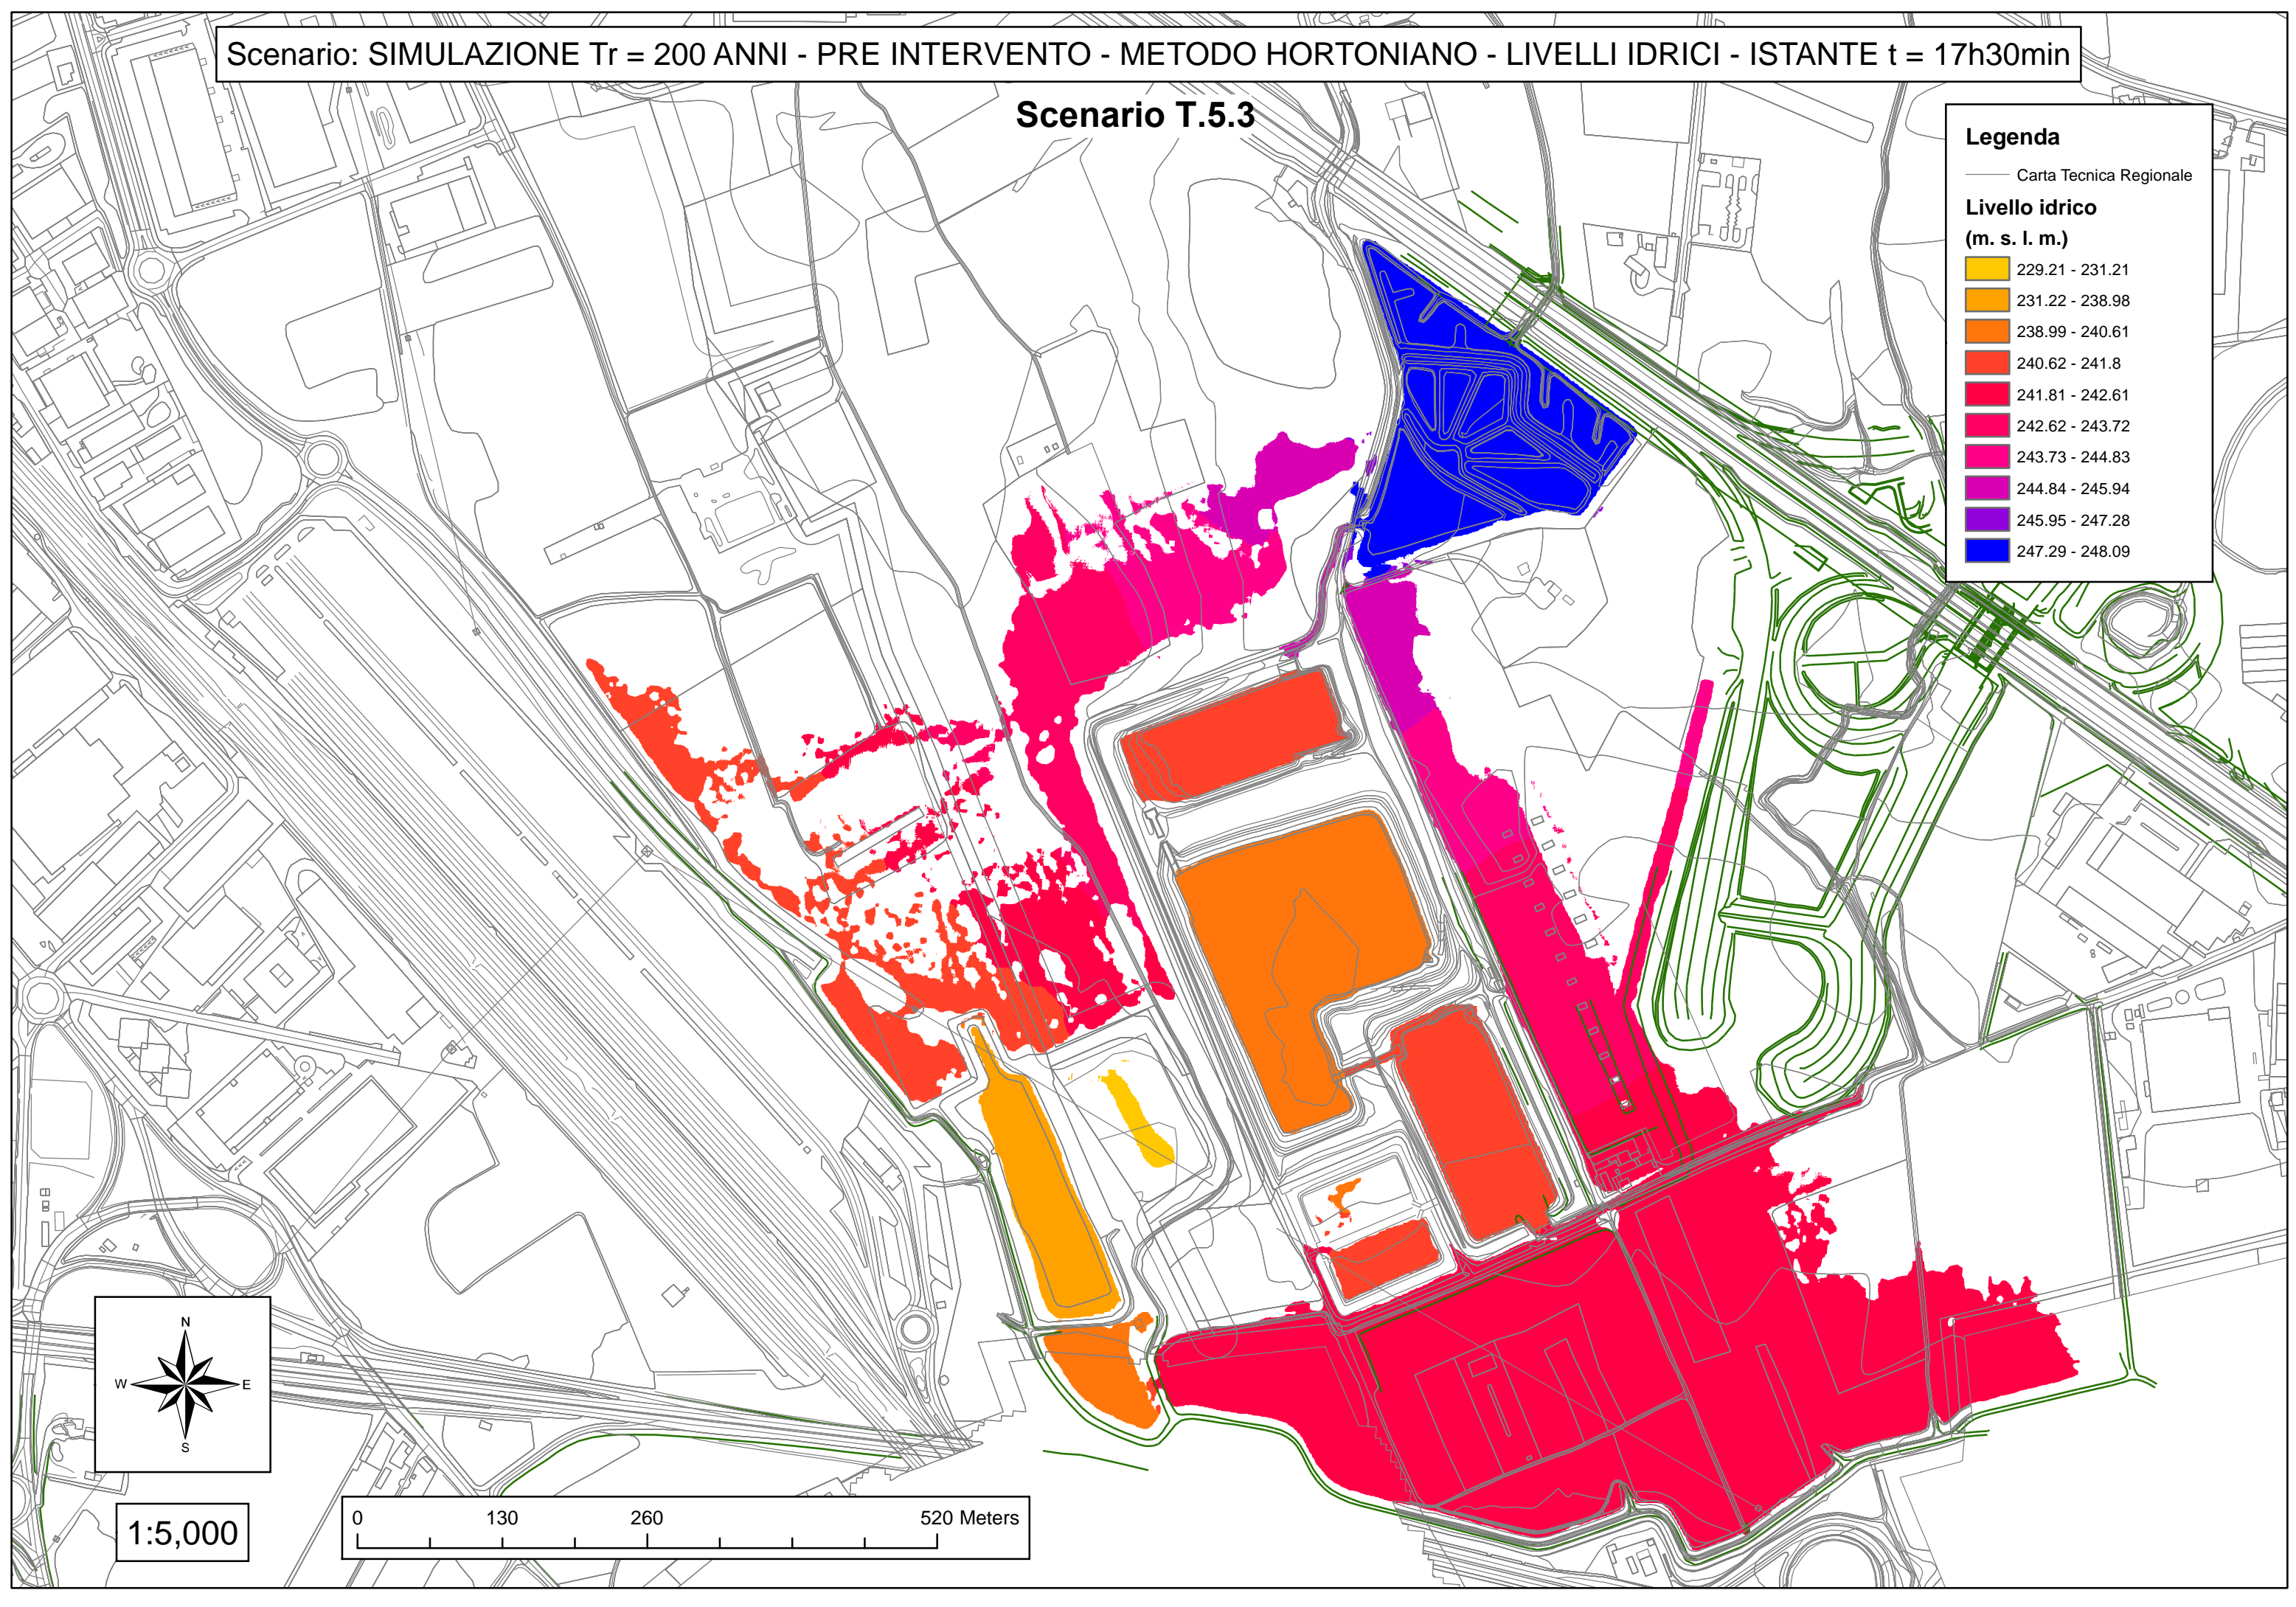 Scenario: SIMULAZIONE Tr = 200 ANNI - PRE INTERVENTO - METODO HORTONIANO - LIVELLI IDRICI - ISTANTE t = 17h30min
Scenario T.5.3
Legenda
Carta Tecnica Regionale
Livello idrico
(m. s. l. m.)
229.21 - 231.21
231.22 - 238.98
238.99 - 240.61
240.62 - 241.8
241.81 - 242.61
242.62 - 243.72
243.73 - 244.83
244.84 - 245.94
245.95 - 247.28
247.29 - 248.09
N
W E
S
1:5,000
0 130 260 520 Meters